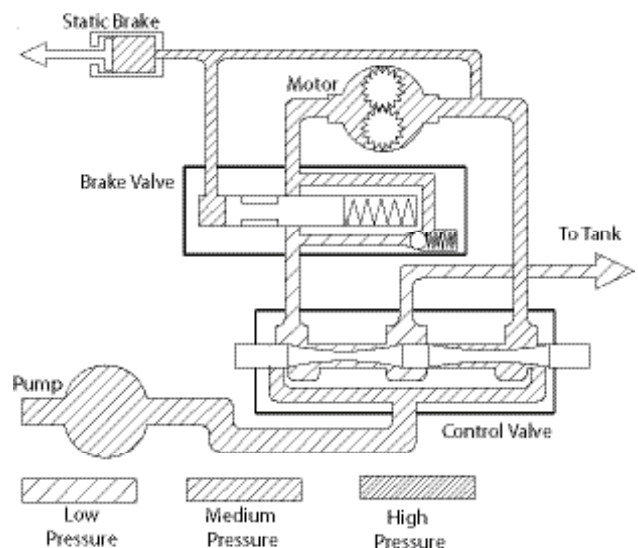 Static Brake
Motor
Brake Valve
To Tank
Pump
Control Valve
Low
Pressure
Medium
Pressure
High
Pressure